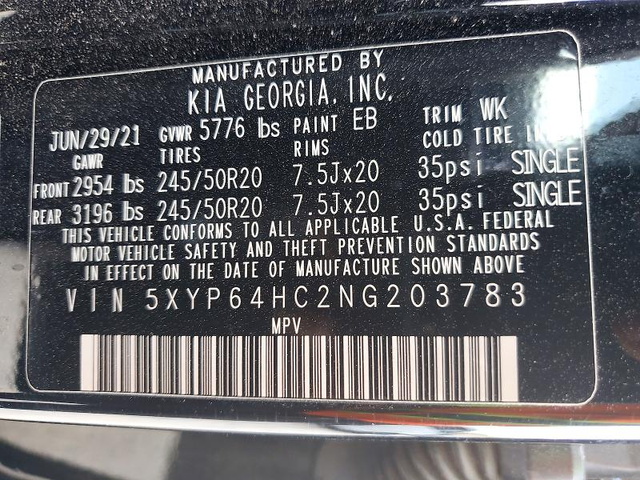 MANUFACTURED BY
KIA GEORGIA, INC.
JUN/29/21 GVWR 5776 lbs PAINT EB TRIM WK
GAWR TIRES RIMS COLD TIRE
FRONT 2954 lbs 245/50R20 7.5Jx20 35psi SINGLE
REAR 3196 lbs 245/50R20 7.5Jx20 35psi SINGLE
THIS VEHICLE CONFORMS TO ALL APPLICABLE U.S.A. FEDERAL
MOTOR VEHICLE SAFETY AND THEFT PREVENTION STANDARDS
IN EFFECT ON THE DATE OF MANUFACTURE SHOWN ABOVE
VIN 5XYP64HC2NG203783
MPV